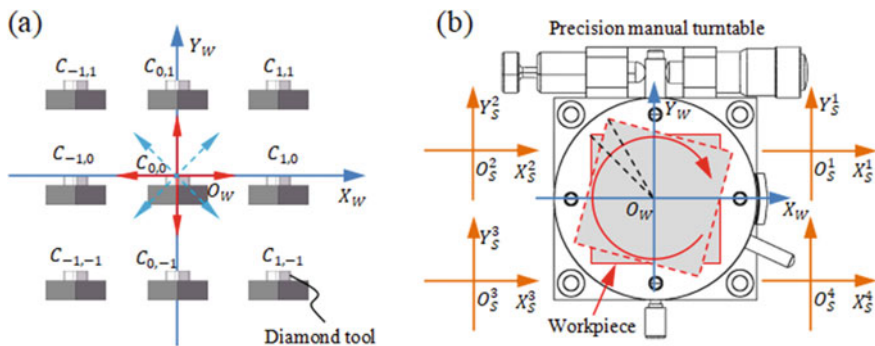 (a)
Y_W
C_{-1,1}
C_{0,1}
C_{1,1}
C_{-1,0}
C_{0,0}
C_{1,0}
O_W
X_W
C_{-1,-1}
C_{0,-1}
C_{1,-1}
Diamond tool
(b)
Precision manual turntable
Y_S^2
Y_W
Y_S^1
O_S^2
X_S^2
O_S^1
X_S^1
O_W
X_W
Y_S^3
Y_S^4
O_S^3
X_S^3
O_S^4
X_S^4
Workpiece